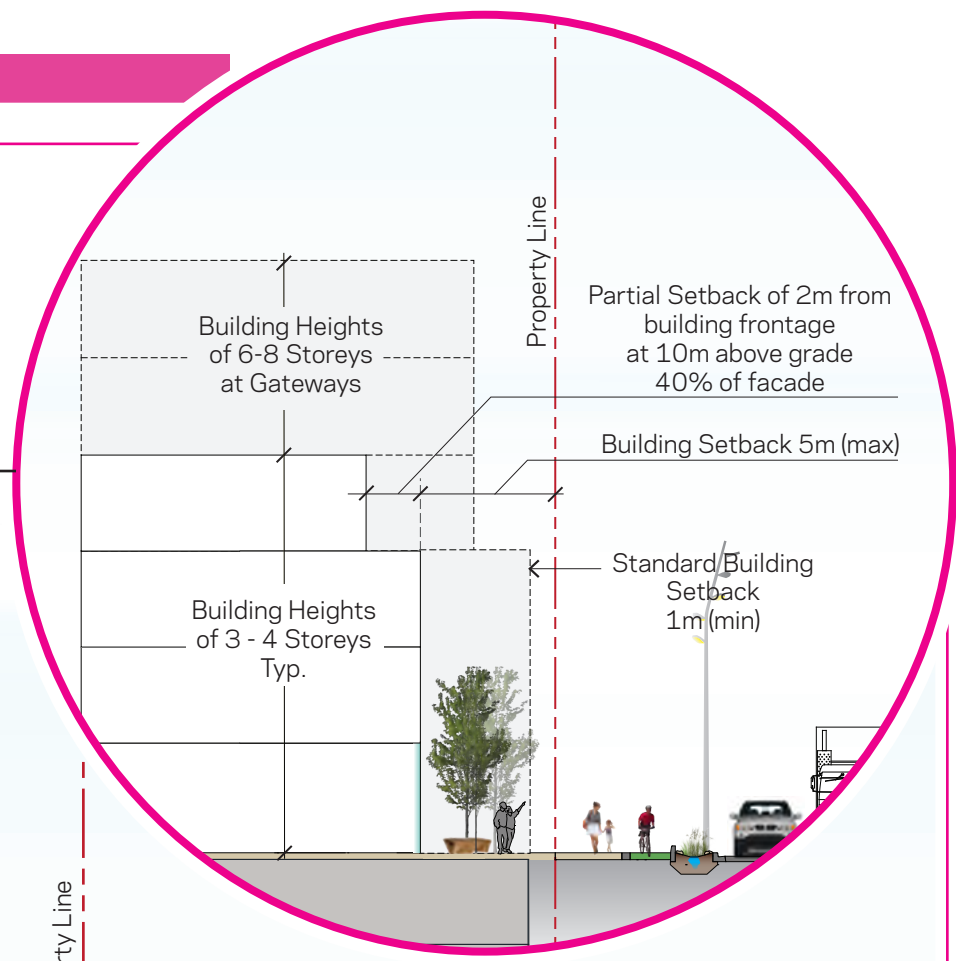 Property Line
Partial Setback of 2m from
building frontage
at 10m above grade
40% of facade
Building Heights
of 6-8 Storeys
at Gateways
Building Setback 5m (max)
Standard Building
Setback
1m (min)
Building Heights
of 3 - 4 Storeys
Typ.
rty Line